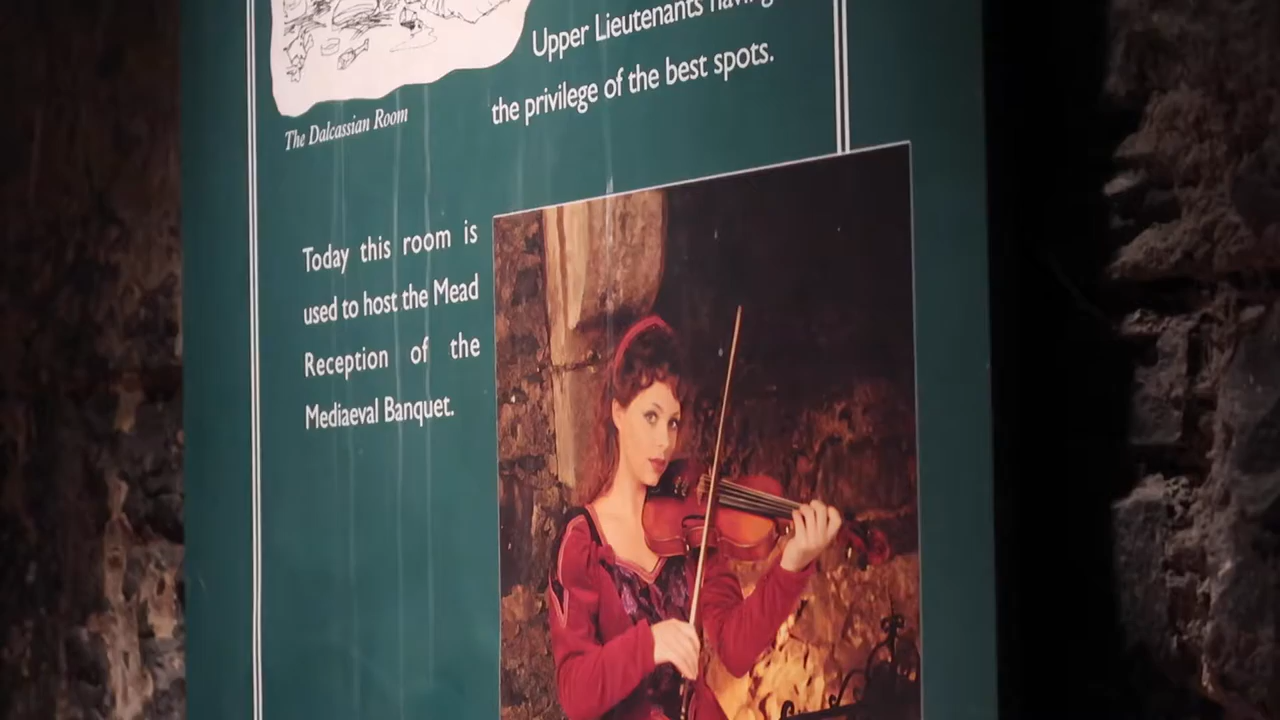 Upper Lieutenants having
the privilege of the best spots.
The Dalcassian Room
Today this room is
used to host the Mead
Reception of the
Mediaeval Banquet.